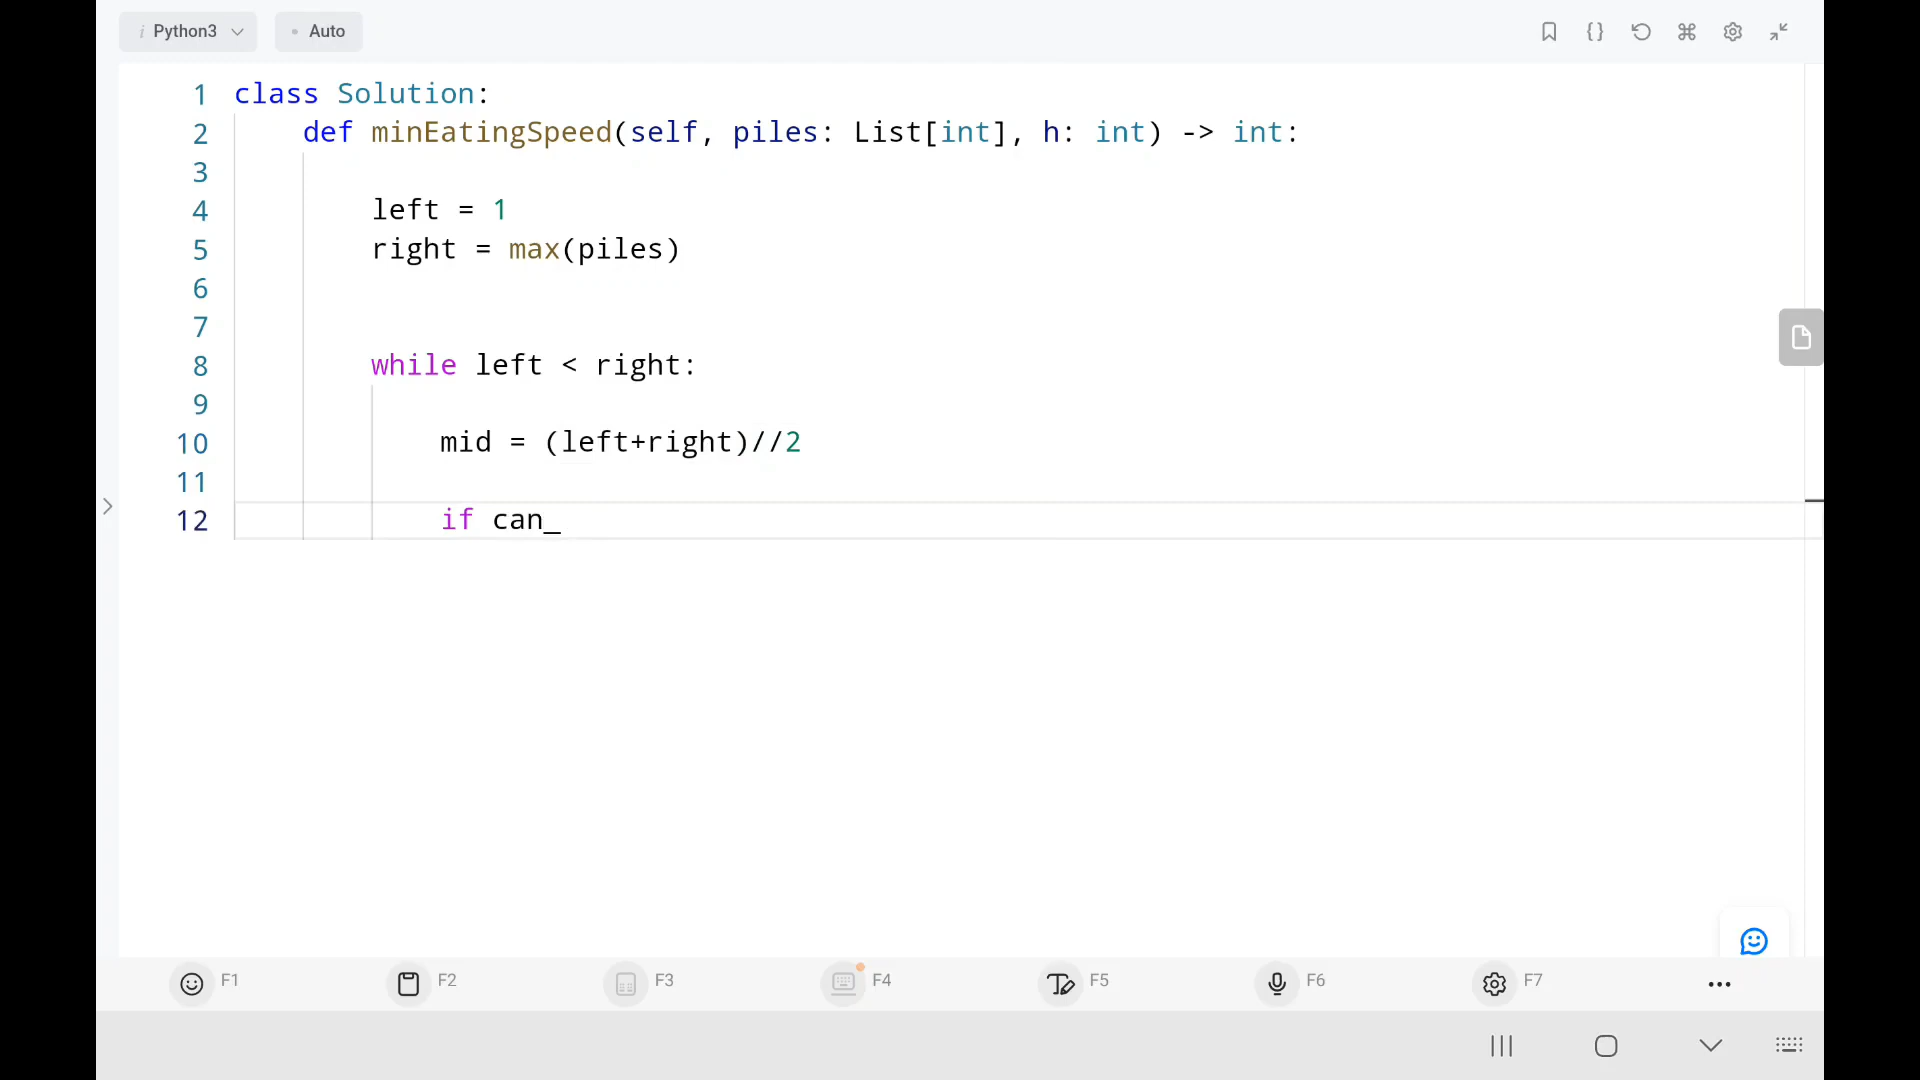 i Python3
Auto
1 class Solution:
2 def minEatingSpeed(self, piles: List[int], h: int) -> int:
3
4 left = 1
5 right = max(piles)
6
7
8 while left < right:
9
10 mid = (left+right)//2
11
12 if can_
F1 F2 F3 F4 F5 F6 F7